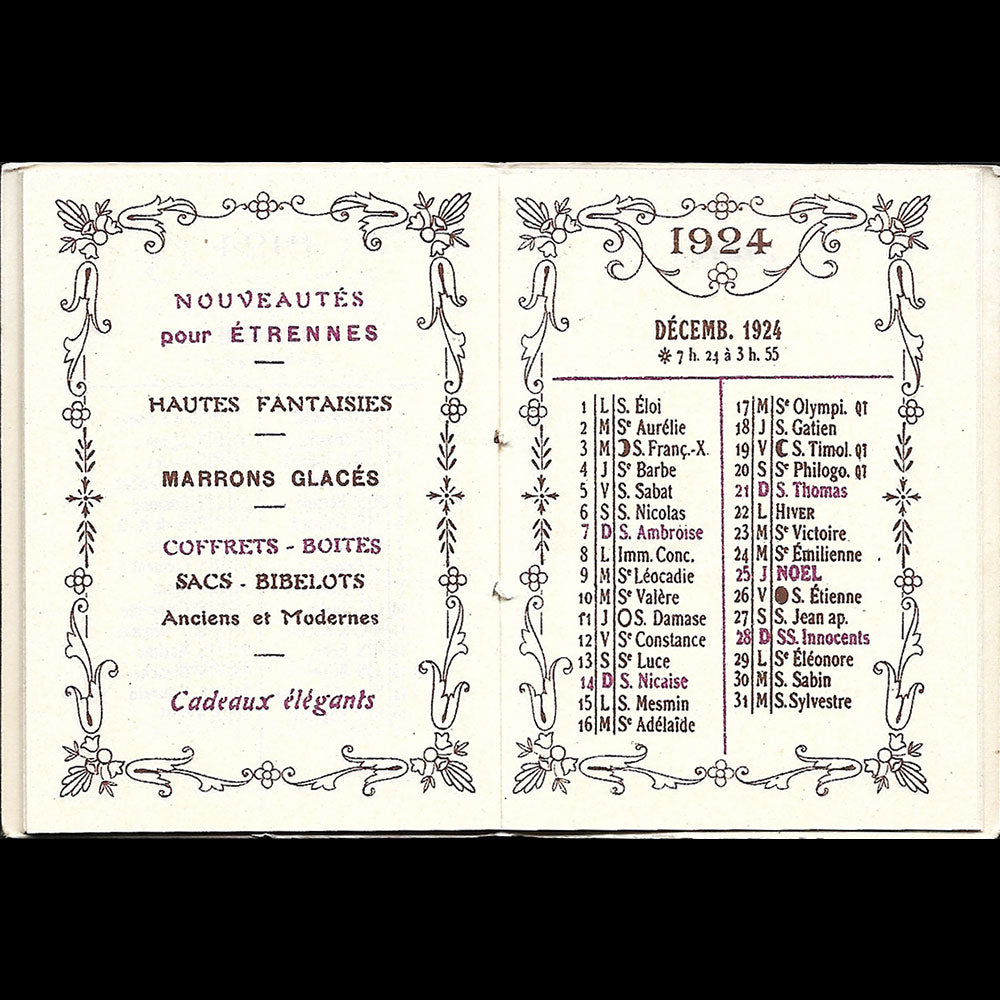 NOUVEAUTÉS
pour ÉTRENNES
HAUTES FANTAISIES
MARRONS GLACÉS
COFFRETS - BOITES
SACS - BIBELOTS
Anciens et Modernes
Cadeaux élégants
1924
DÉCEMB. 1924
7 h. 24 à 3 h. 55
1 L S. Éloi
2 M Se Aurélie
3 M S. Franç.-X.
4 J Se Barbe
5 V S. Sabat
6 S S. Nicolas
7 D S. Ambroise
8 L Imm. Conc.
9 M Se Léocadie
10 M Se Valère
11 J S. Damase
12 V Se Constance
13 S Se Luce
14 D S. Nicaise
15 L S. Mesmin
16 M Se Adélaïde
17 M Se Olympi. QT
18 J S. Gatien
19 V S. Timol. QT
20 S Se Philogo. QT
21 D S. Thomas
22 L HIVER
23 M Se Victoire
24 M Se Émilienne
25 J NOEL
26 V S. Étienne
27 S S. Jean ap.
28 D SS. Innocents
29 L Se Éléonore
30 M S. Sabin
31 M S. Sylvestre